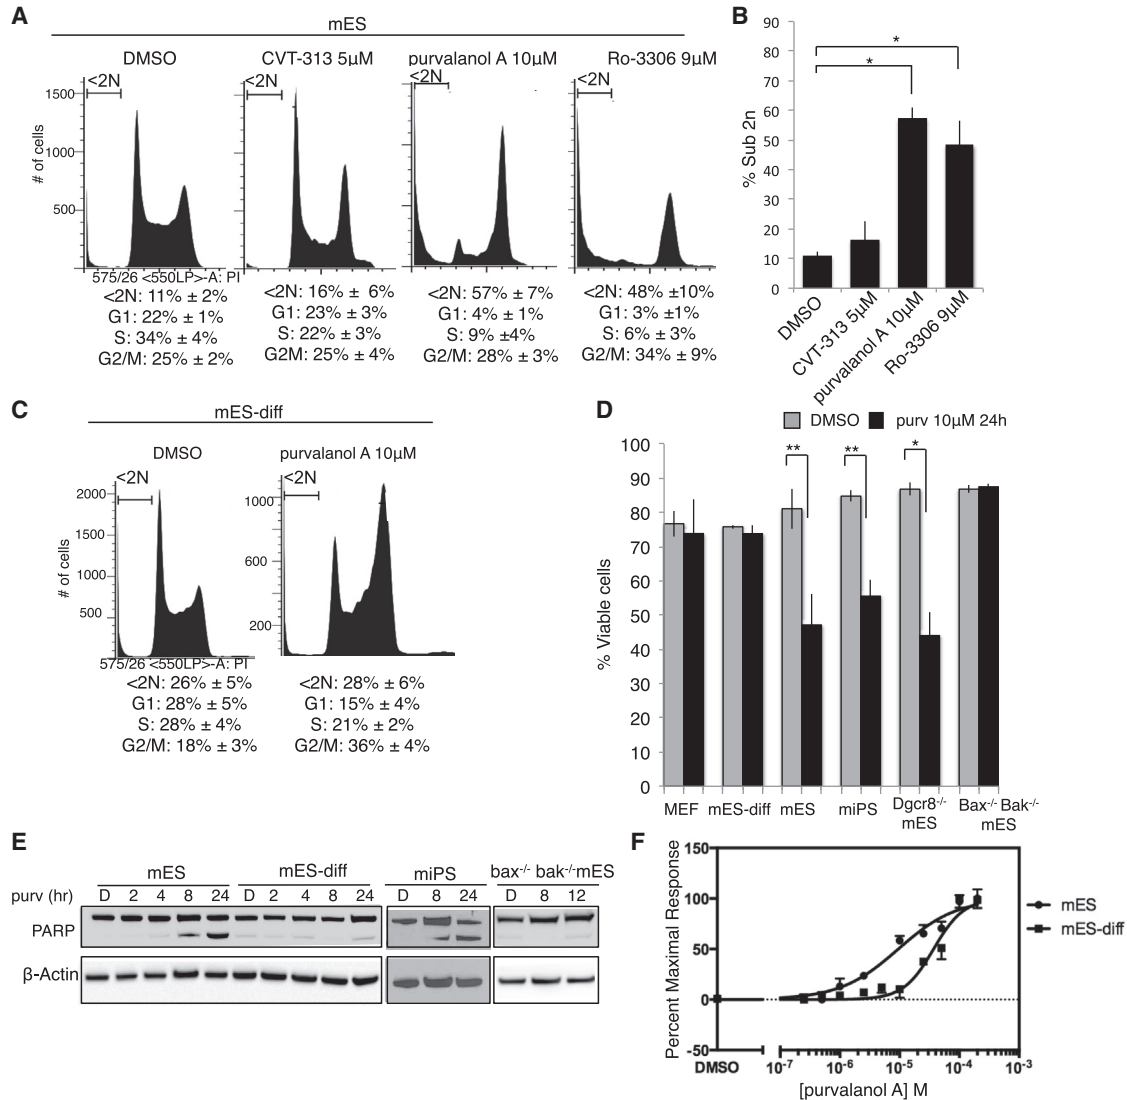 A
mES
DMSO
CVT-313 5µM
purvalanol A 10µM
Ro-3306 9µM
<2N
<2N
<2N
<2N
# of cells
1500
1000
500
575/26 <550LP>-A: PI
<2N: 11% ± 2%
G1: 22% ± 1%
S: 34% ± 4%
G2/M: 25% ± 2%
<2N: 16% ± 6%
G1: 23% ± 3%
S: 22% ± 3%
G2M: 25% ± 4%
<2N: 57% ± 7%
G1: 4% ± 1%
S: 9% ±4%
G2/M: 28% ± 3%
<2N: 48% ±10%
G1: 3% ±1%
S: 6% ± 3%
G2/M: 34% ± 9%
B
% Sub 2n
90
80
70
60
50
40
30
20
10
0
*
*
DMSO
CVT-313 5µM
purvalanol A 10µM
Ro-3306 9µM
C
mES-diff
DMSO
purvalanol A 10µM
<2N
<2N
# of cells
2000
1500
1000
500
1000
600
200
575/26 <550LP>-A: PI
<2N: 26% ± 5%
G1: 28% ± 5%
S: 28% ± 4%
G2/M: 18% ± 3%
<2N: 28% ± 6%
G1: 15% ± 4%
S: 21% ± 2%
G2/M: 36% ± 4%
D
DMSO
purv 10µM 24h
% Viable cells
100
90
80
70
60
50
40
30
20
10
0
**
**
*
MEF
mES-diff
mES
miPS
Dgcr8-/-
mES
Bax-/- Bak-/-
mES
E
mES
mES-diff
miPS
bax-/- bak-/-mES
purv (hr)
D 2 4 8 24
D 2 4 8 24
D 8 24
D 8 12
PARP
β-Actin
F
Percent Maximal Response
150
100
50
0
-50
mES
mES-diff
DMSO
10-7
10-6
10-5
10-4
10-3
[purvalanol A] M